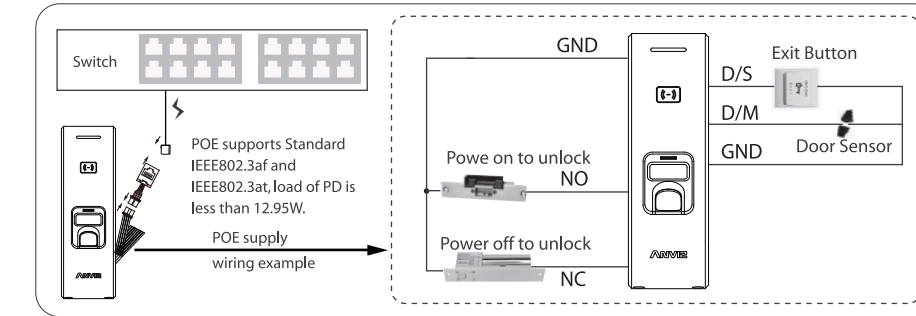 Switch
POE supports Standard
IEEE802.3af and
IEEE802.3at, load of PD is
less than 12.95W.
POE supply
wiring example
ANVIZ
GND
Powe on to unlock
NO
Power off to unlock
NC
ANVIZ
Exit Button
D/S
D/M
Door Sensor
GND